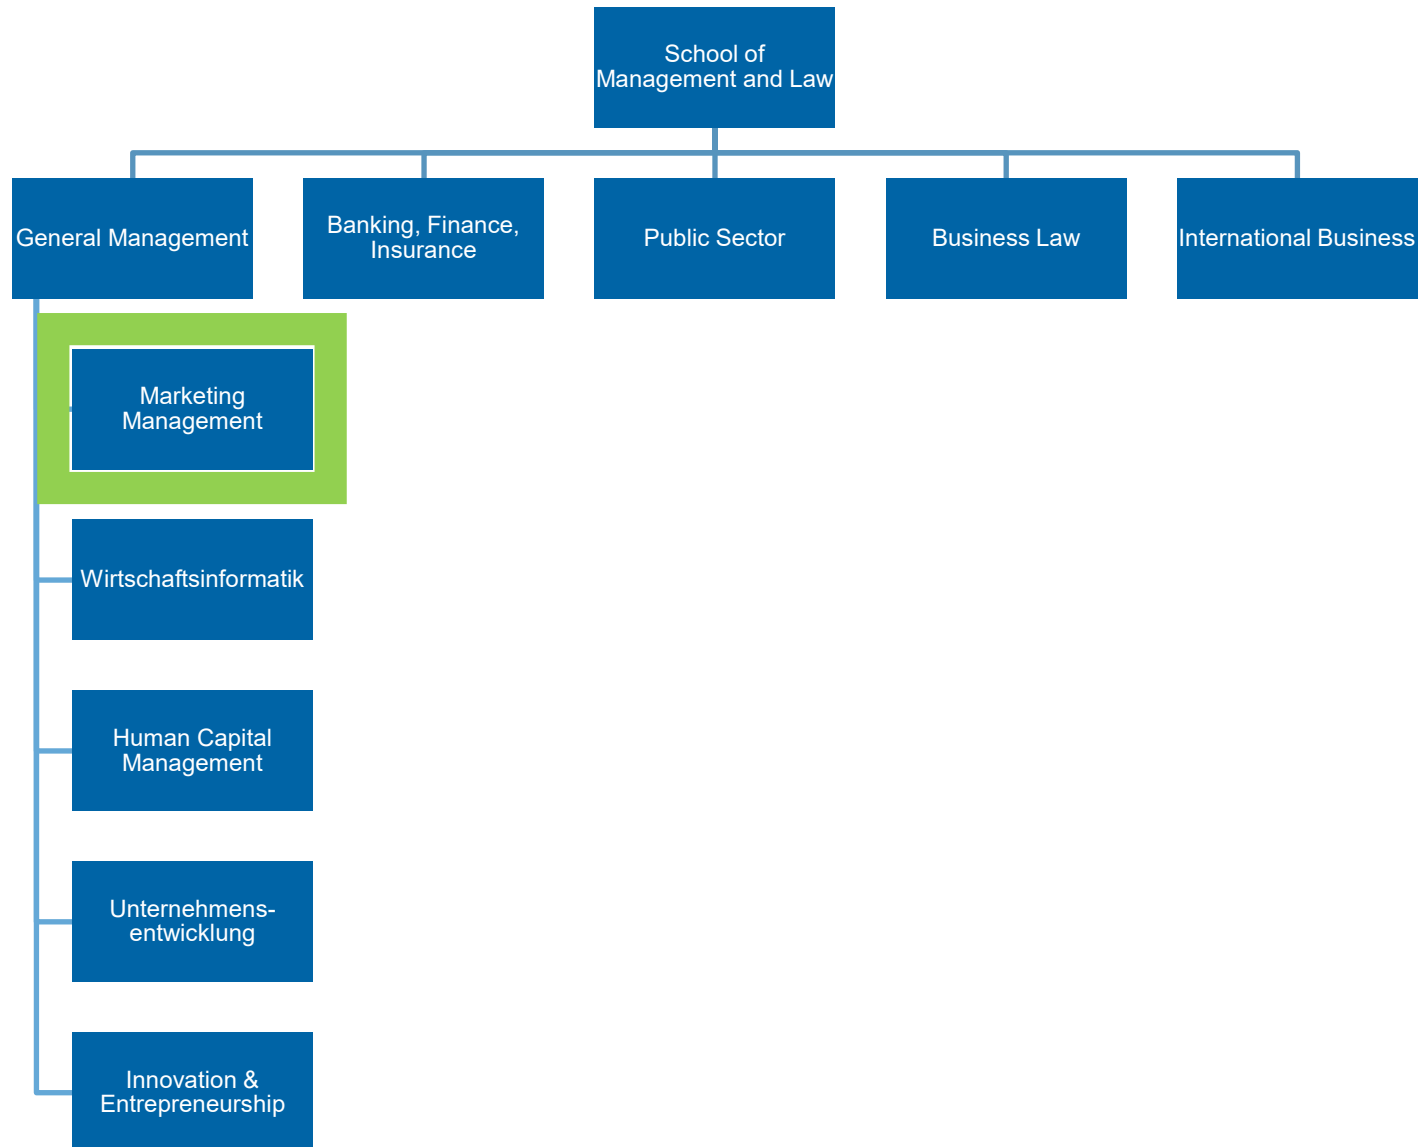 School of
Management and Law
General Management
Banking, Finance,
Insurance
Public Sector
Business Law
International Business
Marketing
Management
Wirtschaftsinformatik
Human Capital
Management
Unternehmens-
entwicklung
Innovation &
Entrepreneurship